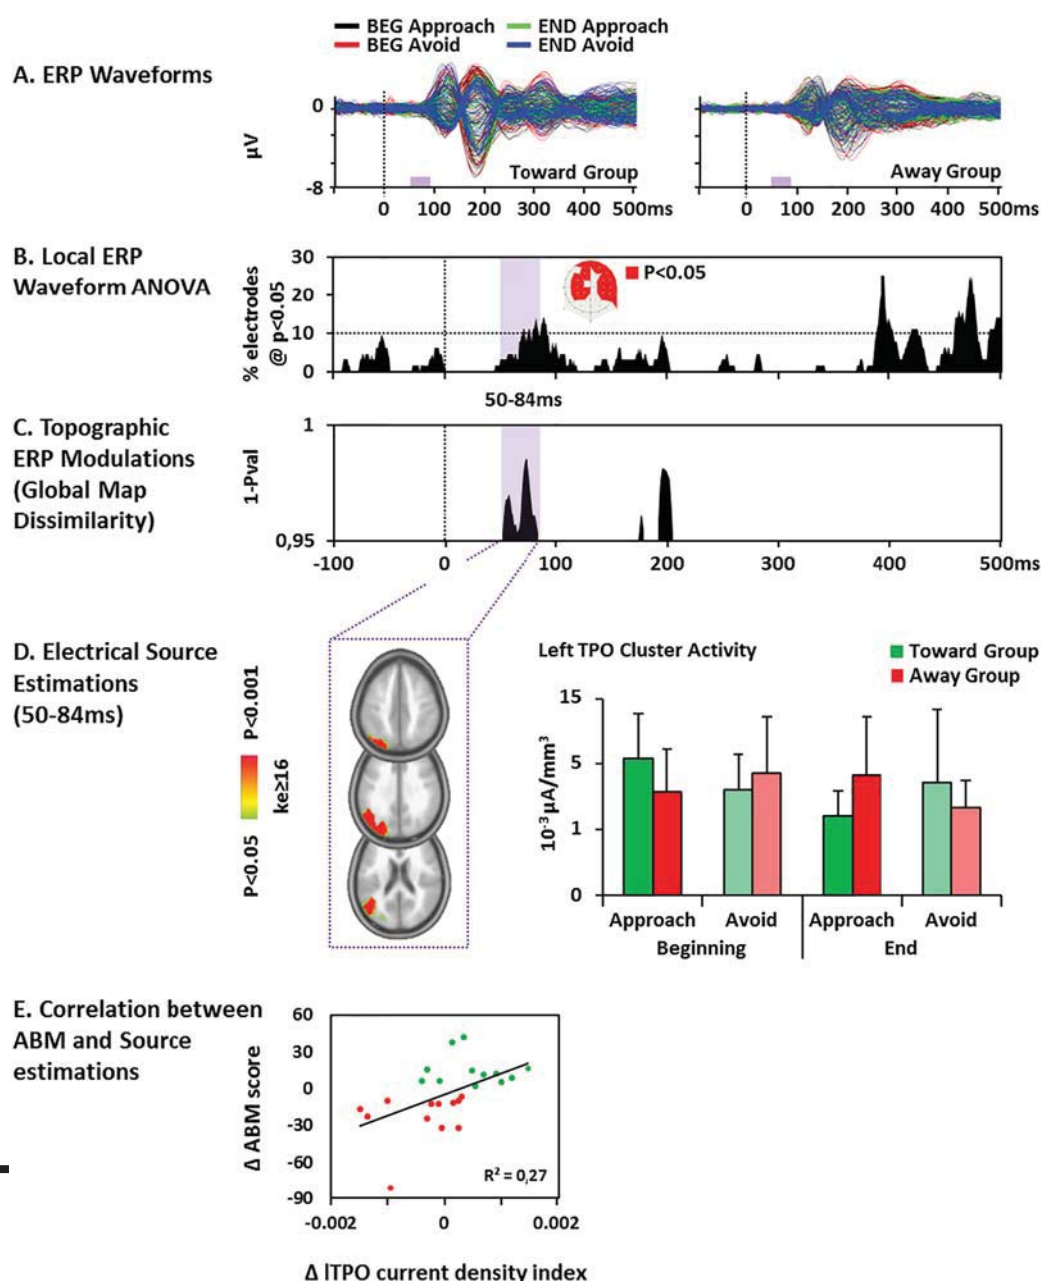 BEG Approach
END Approach
BEG Avoid
END Avoid
A. ERP Waveforms
0
µV
-8
Toward Group
0 100 200 300 400 500ms
Away Group
0 100 200 300 400 500ms
B. Local ERP
Waveform ANOVA
% electrodes
@ p<0.05
30
20
10
0
P<0.05
50-84ms
C. Topographic
ERP Modulations
(Global Map
Dissimilarity)
1-Pval
1
0,95
-100 0 100 200 300 400 500ms
D. Electrical Source
Estimations
(50-84ms)
P<0.05 P<0.001
ke≥16
Left TPO Cluster Activity
Toward Group
Away Group
10⁻³ µA/mm³
15
5
1
0
Approach Avoid Approach Avoid
Beginning End
E. Correlation between
ABM and Source
estimations
Δ ABM score
60
30
0
-30
-60
-90
R² = 0,27
-0.002 0 0.002
Δ lTPO current density index